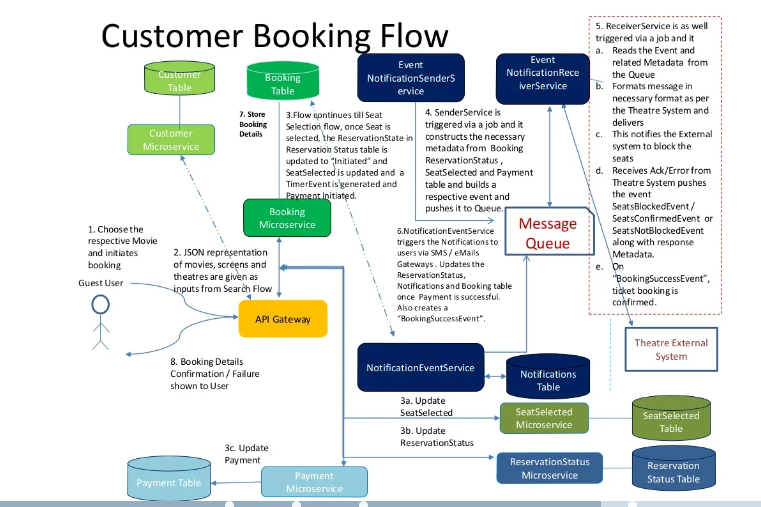 Customer Booking Flow
Customer
Table
Booking
Table
Event
NotificationSenderS
ervice
Event
NotificationRece
iverService
5. ReceiverService is as well
triggered via a job and it
a. Reads the Event and
related Metadata from
the Queue
b. Formats message in
necessary format as per
the Theatre System and
delivers
c. This notifies the External
system to block the
seats
d. Receives Ack/Error from
Theatre System pushes
the event
SeatsBlockedEvent /
SeatsConfirmedEvent or
SeatsNotBlockedEvent
along with response
Metadata.
e. On
"BookingSuccessEvent",
ticket booking is
confirmed.
7. Store
Booking
Details
3.Flow continues till Seat
Selection flow, once Seat is
selected, the ReservationState in
Reservation Status table is
updated to "Initiated" and
SeatSelected is updated and a
TimerEvent is generated and
Payment Initiated.
4. SenderService is
triggered via a job and it
constructs the necessary
metadata from Booking
ReservationStatus ,
SeatSelected and Payment
table and builds a
respective event and
pushes it to Queue.
Customer
Microservice
Booking
Microservice
Message
Queue
1. Choose the
respective Movie
and initiates
booking
2. JSON representation
of movies, screens and
theatres are given as
inputs from Search Flow
6.NotificationEventService
triggers the Notifications to
users via SMS / eMails
Gateways . Updates the
ReservationStatus,
Notifications and Booking table
once Payment is successful.
Also creates a
"BookingSuccessEvent".
Guest User
API Gateway
Theatre External
System
8. Booking Details
Confirmation / Failure
shown to User
NotificationEventService
Notifications
Table
3a. Update
SeatSelected
SeatSelected
Microservice
SeatSelected
Table
3b. Update
ReservationStatus
3c. Update
Payment
ReservationStatus
Microservice
Reservation
Status Table
Payment Table
Payment
Microservice